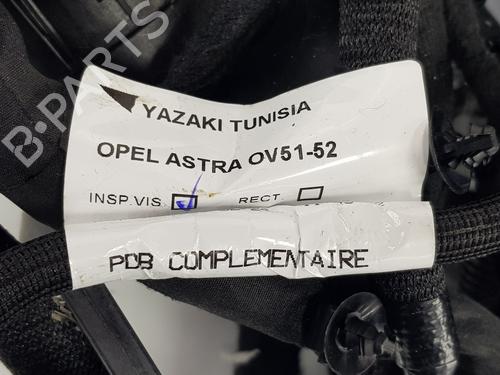 B-PARTS
YAZAKI TUNISIA
OPEL ASTRA OV51-52
INSP.VIS RECT
PDB COMPLEMENTAIRE